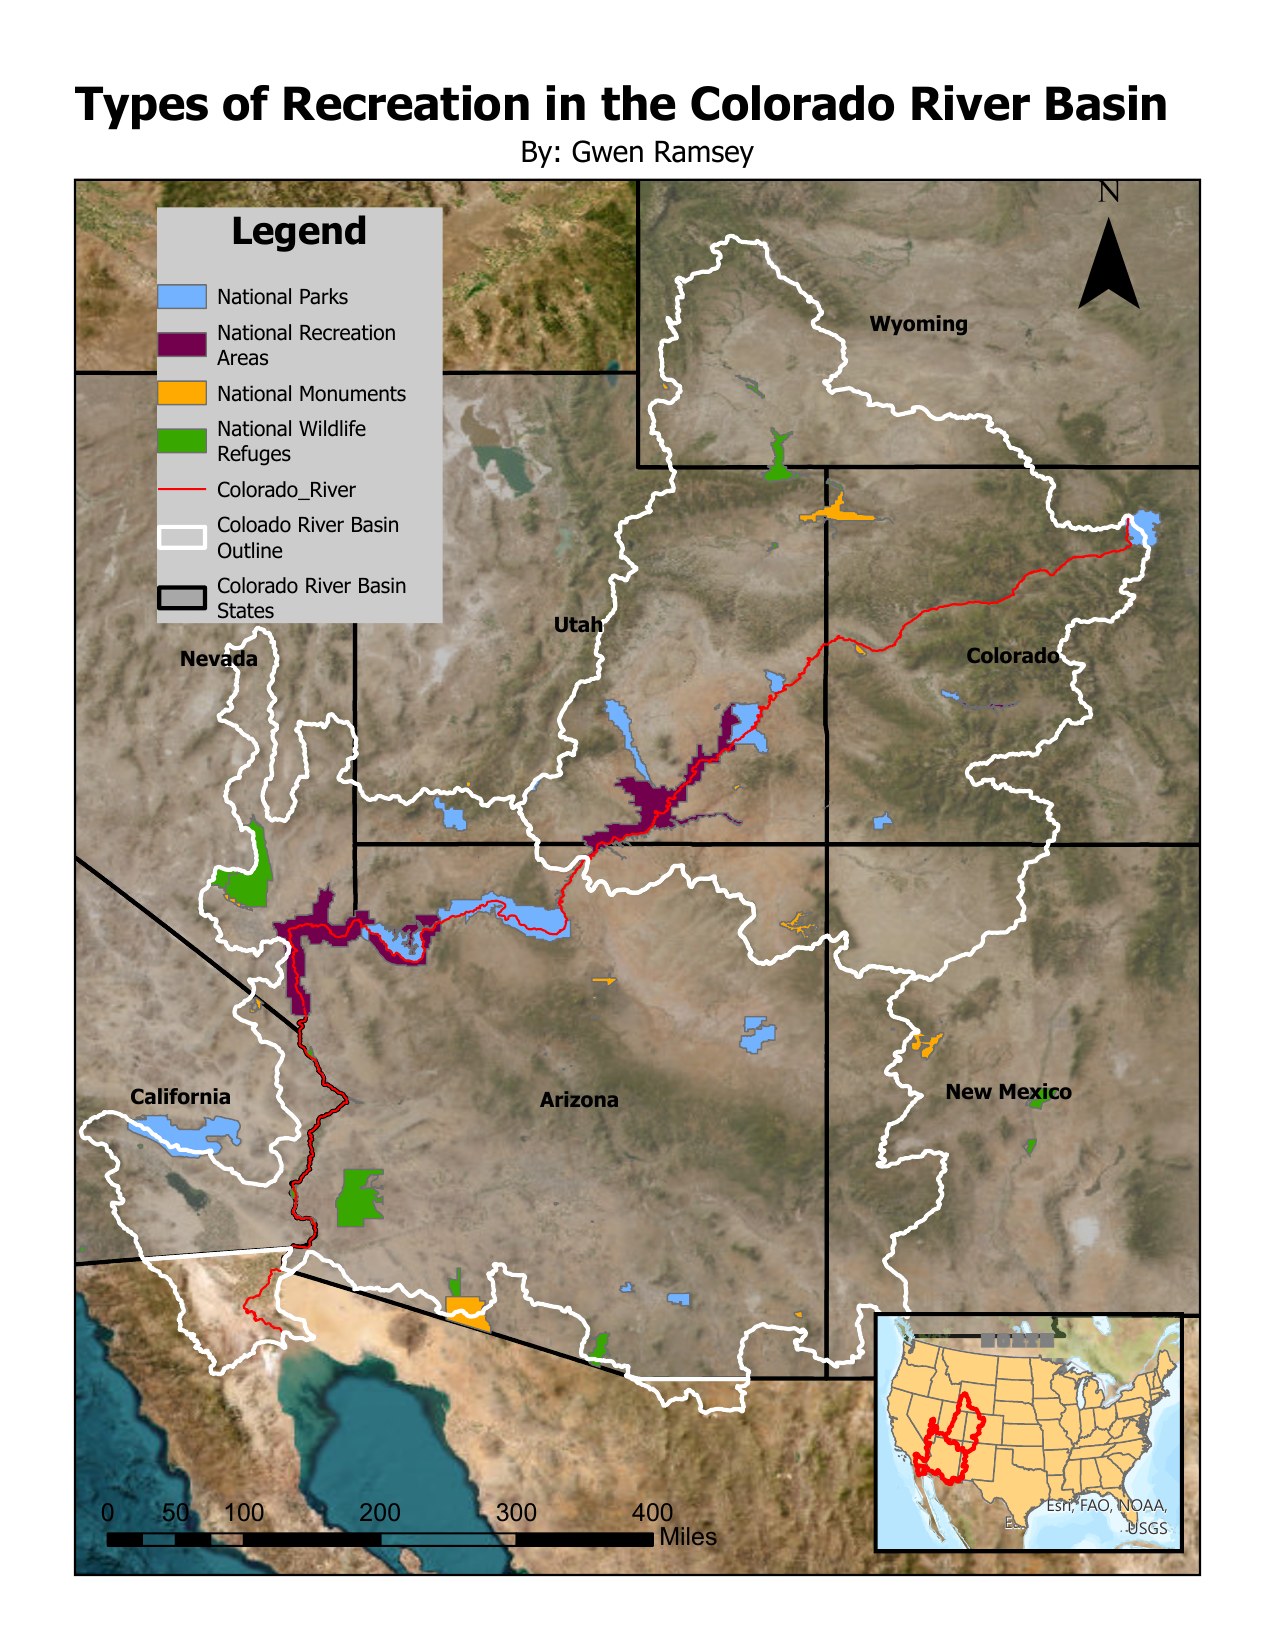 Types of Recreation in the Colorado River Basin
By: Gwen Ramsey
N
Legend
National Parks
National Recreation
Areas
National Monuments
National Wildlife
Refuges
Colorado_River
Coloado River Basin
Outline
Colorado River Basin
States
Wyoming
Utah
Nevada
Colorado
California
Arizona
New Mexico
0 50 100 200 300 400
Miles
Esri, FAO, NOAA,
USGS